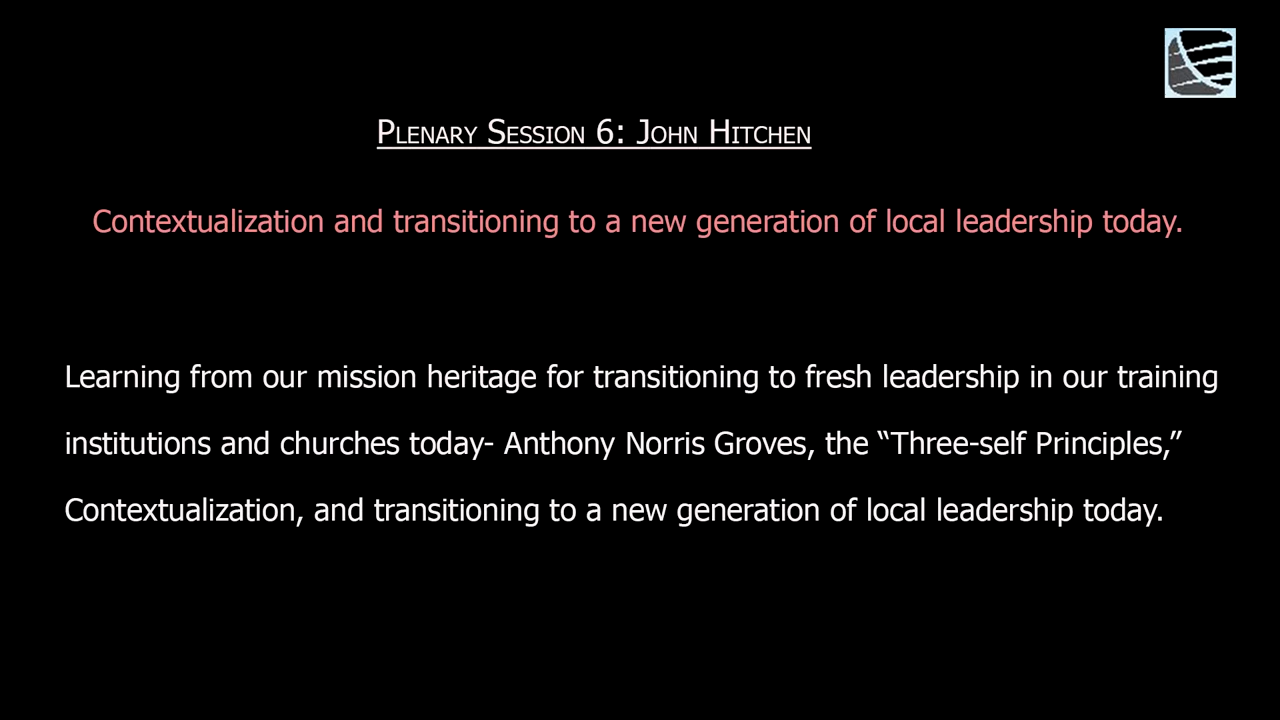 Plenary Session 6: John Hitchen
Contextualization and transitioning to a new generation of local leadership today.
Learning from our mission heritage for transitioning to fresh leadership in our training
institutions and churches today- Anthony Norris Groves, the “Three-self Principles,”
Contextualization, and transitioning to a new generation of local leadership today.